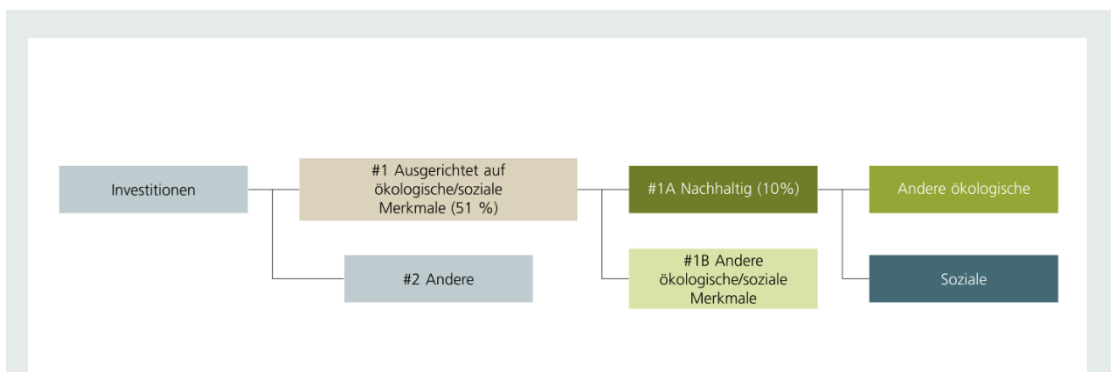 Investitionen
#1 Ausgerichtet auf
ökologische/soziale
Merkmale (51 %)
#1A Nachhaltig (10%)
Andere ökologische
#2 Andere
#1B Andere
ökologische/soziale
Merkmale
Soziale